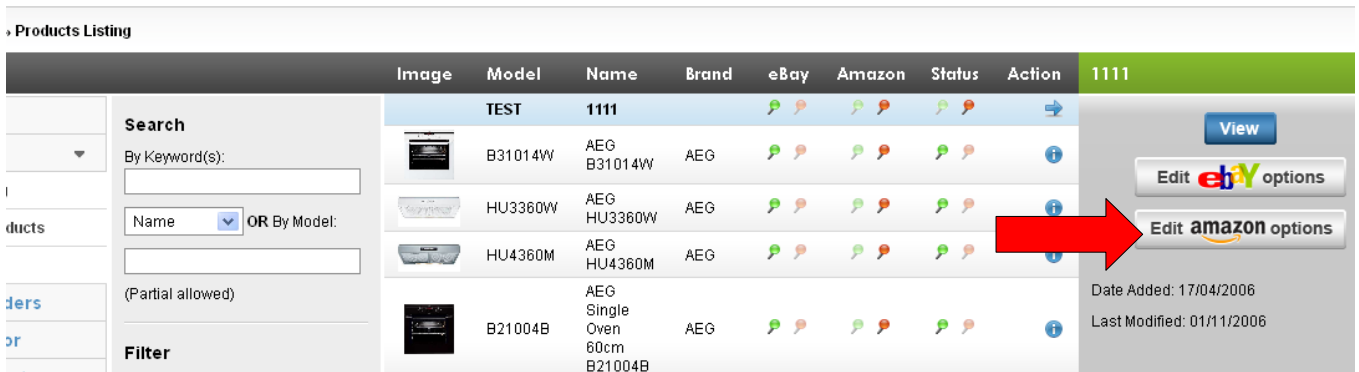 » Products Listing
Image Model Name Brand eBay Amazon Status Action 1111
TEST 1111
View
Search
By Keyword(s):
AEG
B31014W
B31014W AEG
Edit ebaY options
Name OR By Model:
HU3360W AEG
HU3360W AEG
ducts
Edit amazon options
HU4360M AEG
HU4360M AEG
(Partial allowed)
Date Added: 17/04/2006
Last Modified: 01/11/2006
ders
or
B21004B AEG
Single
Oven
60cm
B21004B
AEG
Filter